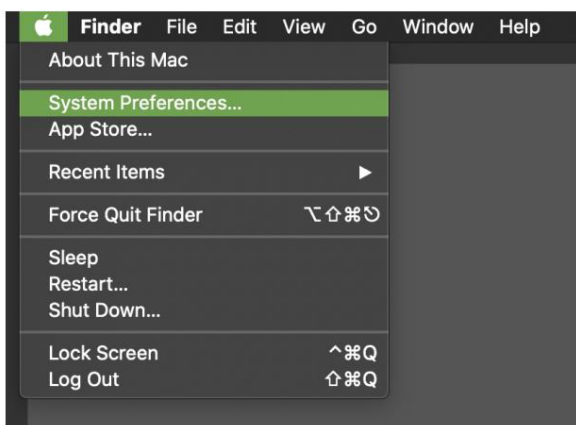 Finder File Edit View Go Window Help
About This Mac
System Preferences...
App Store...
Recent Items ▶
Force Quit Finder ⌥⇧⌘⎋
Sleep
Restart...
Shut Down...
Lock Screen ^⌘Q
Log Out ⇧⌘Q